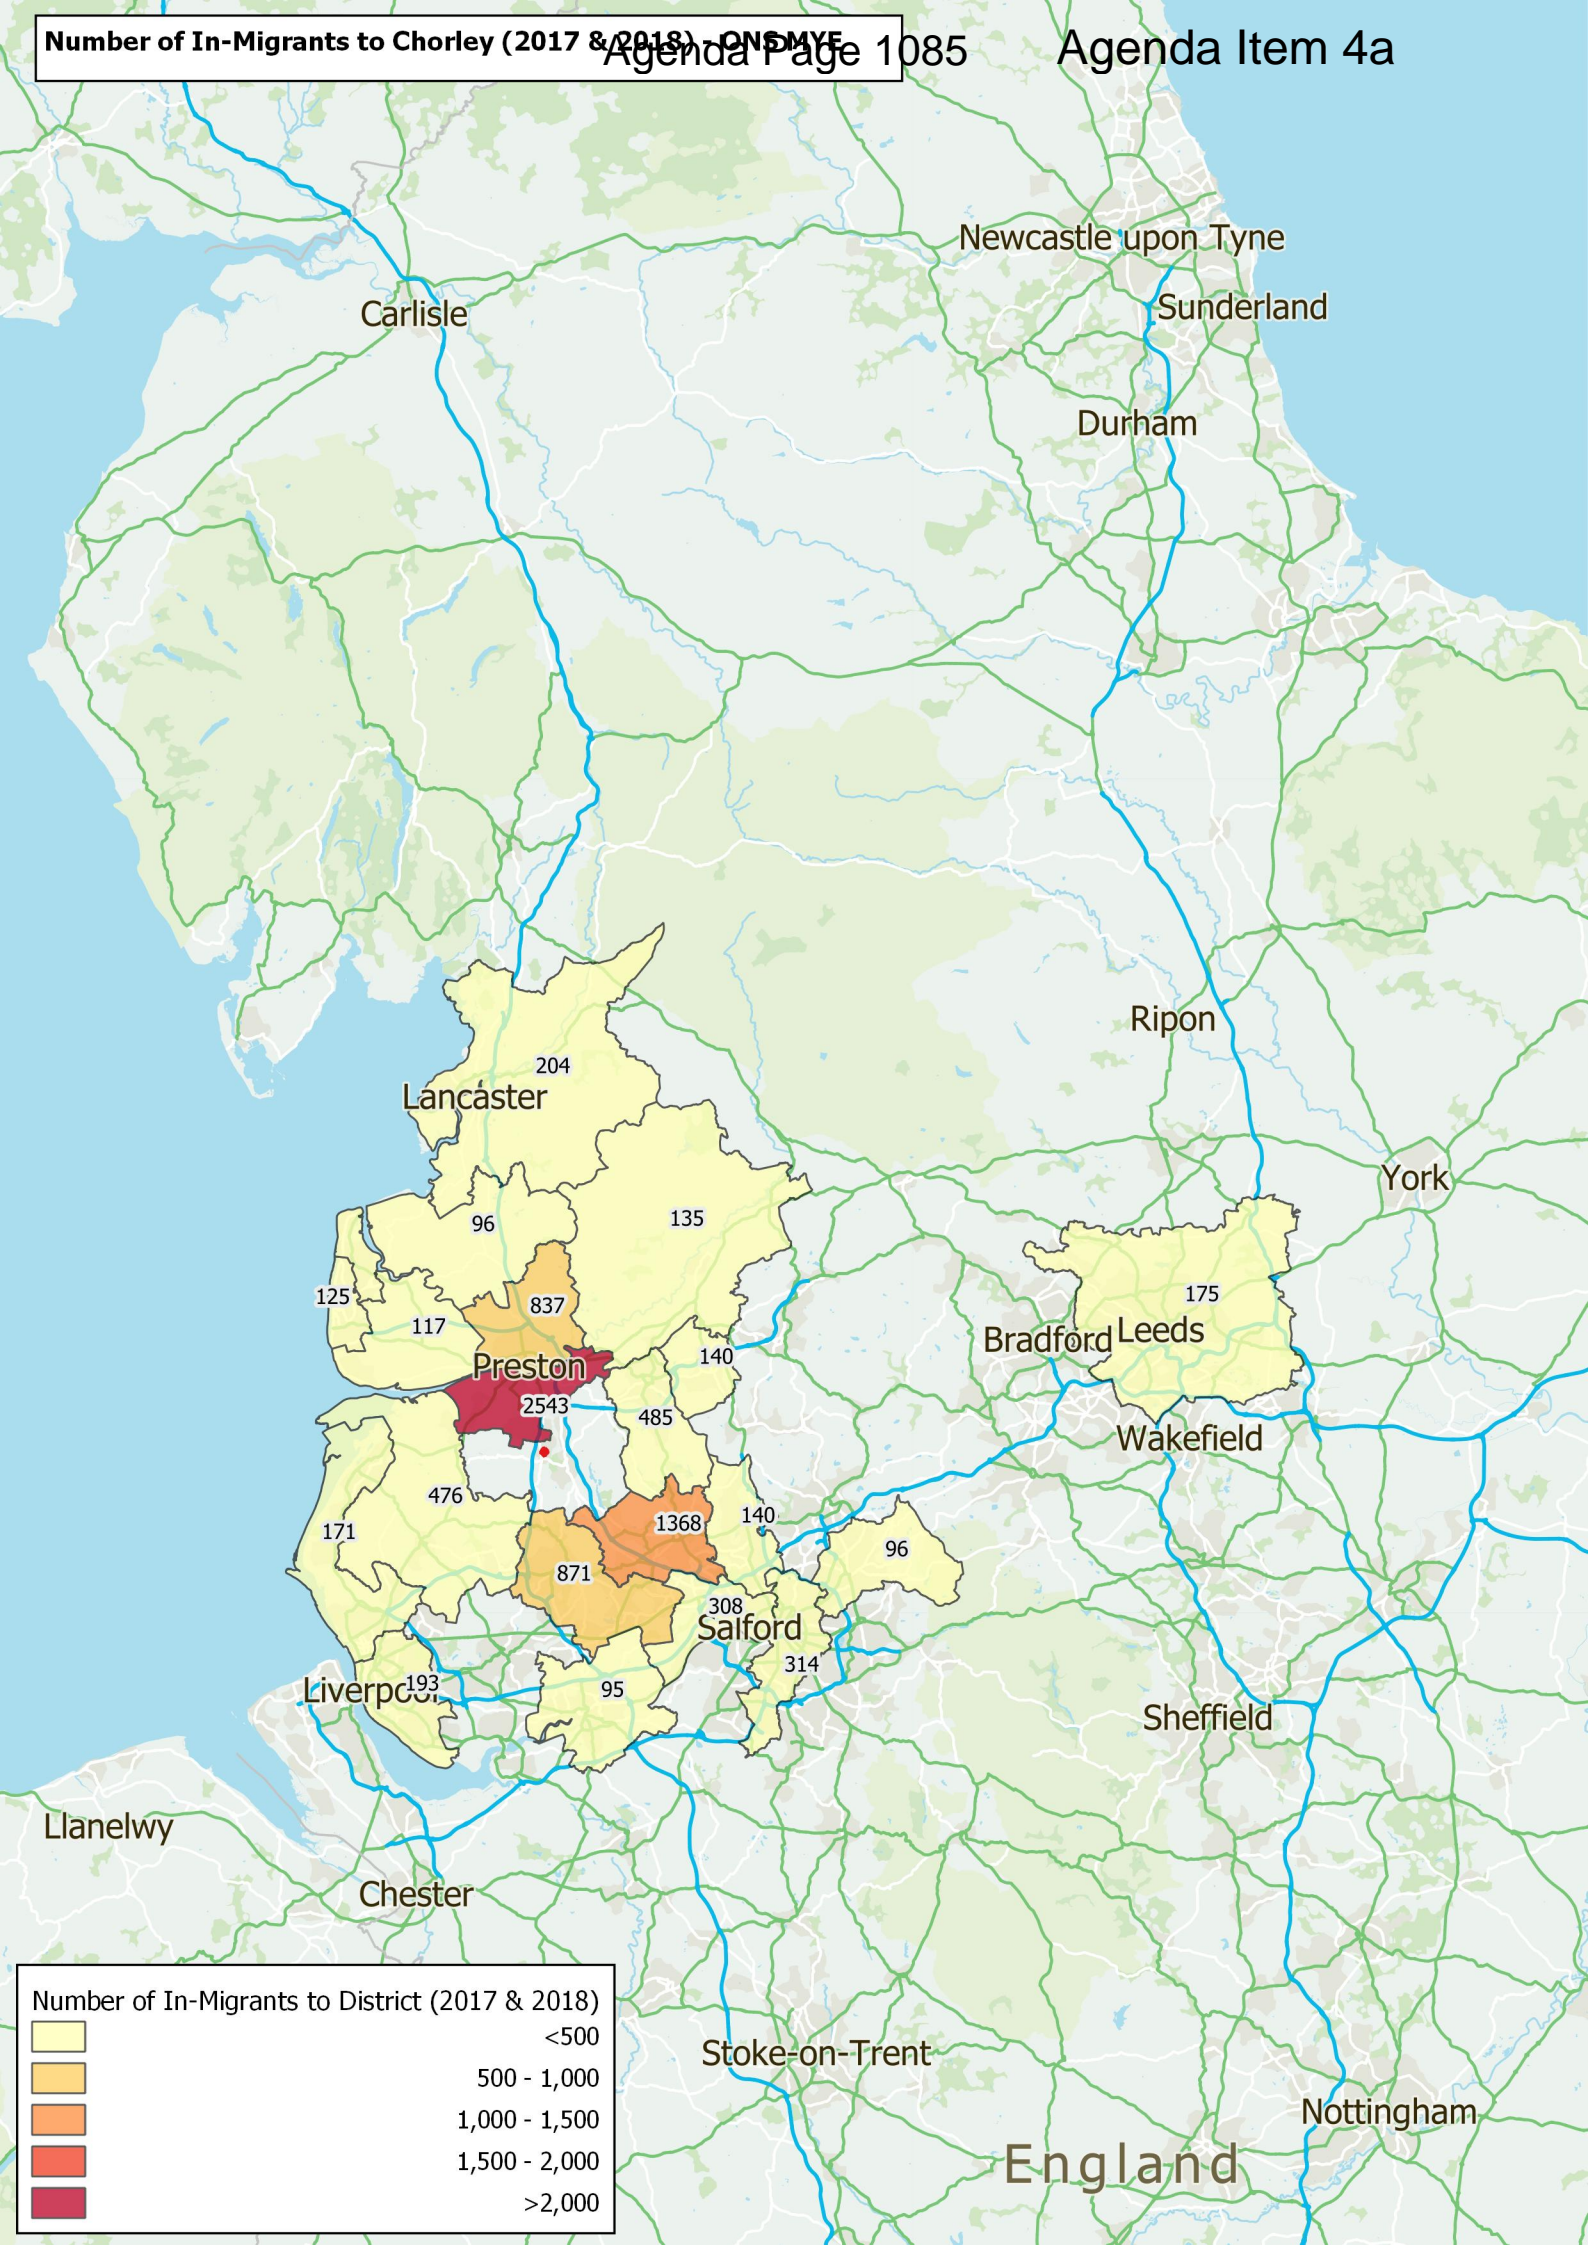 Number of In-Migrants to Chorley (2017 & 2018) - ONS MYE
Agenda Page 1085
Agenda Item 4a
Newcastle upon Tyne
Sunderland
Carlisle
Durham
Ripon
204
Lancaster
York
96
135
125
117
837
175
Bradford
Leeds
Preston
140
2543
485
Wakefield
476
171
1368
140
96
871
308
Salford
314
193
Liverpool
95
Sheffield
Llanelwy
Chester
Stoke-on-Trent
Nottingham
England
Number of In-Migrants to District (2017 & 2018)
<500
500 - 1,000
1,000 - 1,500
1,500 - 2,000
>2,000